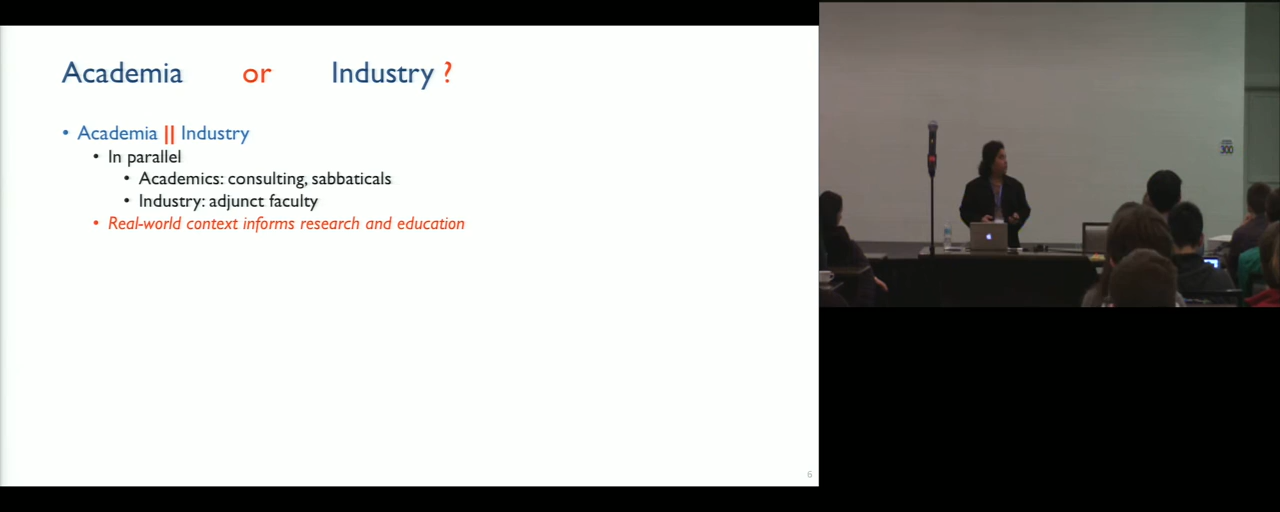 Academia or Industry ?
• Academia || Industry
• In parallel
• Academics: consulting, sabbaticals
• Industry: adjunct faculty
• Real-world context informs research and education
6
300